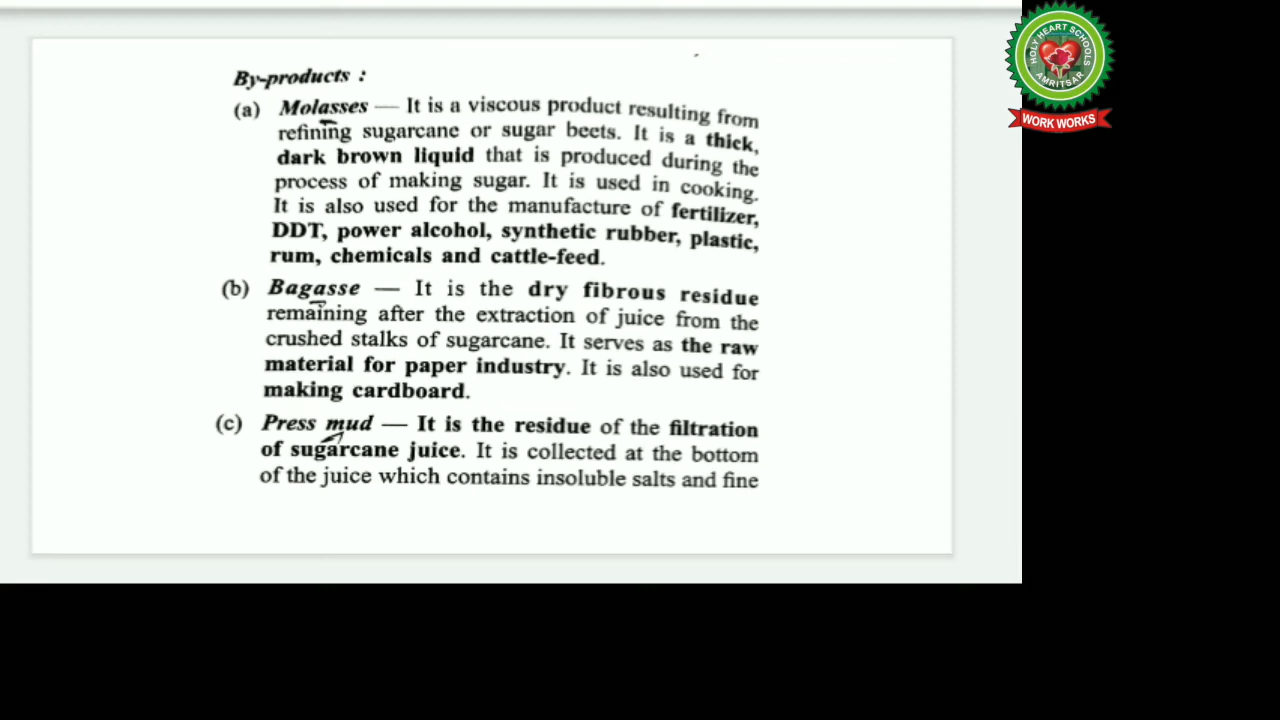 By-products :
(a) Molasses — It is a viscous product resulting from
refining sugarcane or sugar beets. It is a thick,
dark brown liquid that is produced during the
process of making sugar. It is used in cooking.
It is also used for the manufacture of fertilizer,
DDT, power alcohol, synthetic rubber, plastic,
rum, chemicals and cattle-feed.
(b) Bagasse — It is the dry fibrous residue
remaining after the extraction of juice from the
crushed stalks of sugarcane. It serves as the raw
material for paper industry. It is also used for
making cardboard.
(c) Press mud — It is the residue of the filtration
of sugarcane juice. It is collected at the bottom
of the juice which contains insoluble salts and fine
HOLY HEART SCHOOLS
AMRITSAR
WORK WORKS